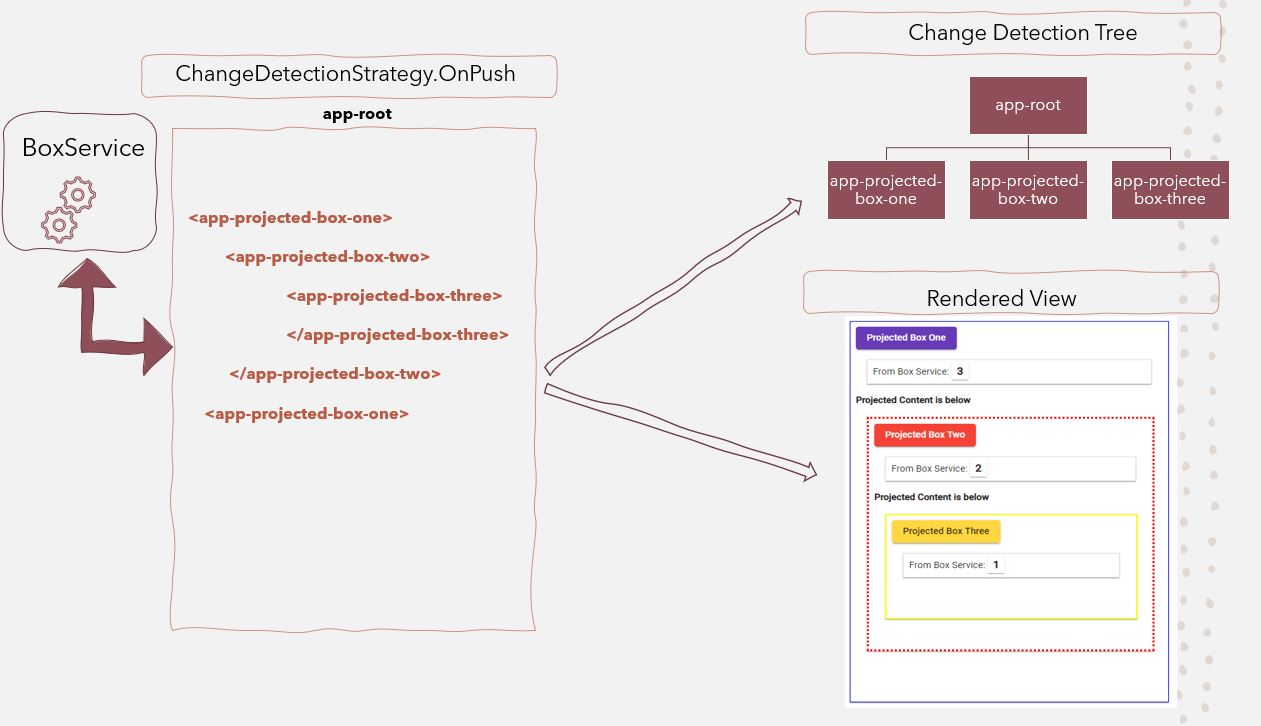 Change Detection Tree
ChangeDetectionStrategy.OnPush
app-root
BoxService
<app-projected-box-one>
<app-projected-box-two>
<app-projected-box-three>
</app-projected-box-three>
</app-projected-box-two>
<app-projected-box-one>
app-root
app-projected-
box-one
app-projected-
box-two
app-projected-
box-three
Rendered View
Projected Box One
From Box Service: 3
Projected Content is below
Projected Box Two
From Box Service: 2
Projected Content is below
Projected Box Three
From Box Service: 1